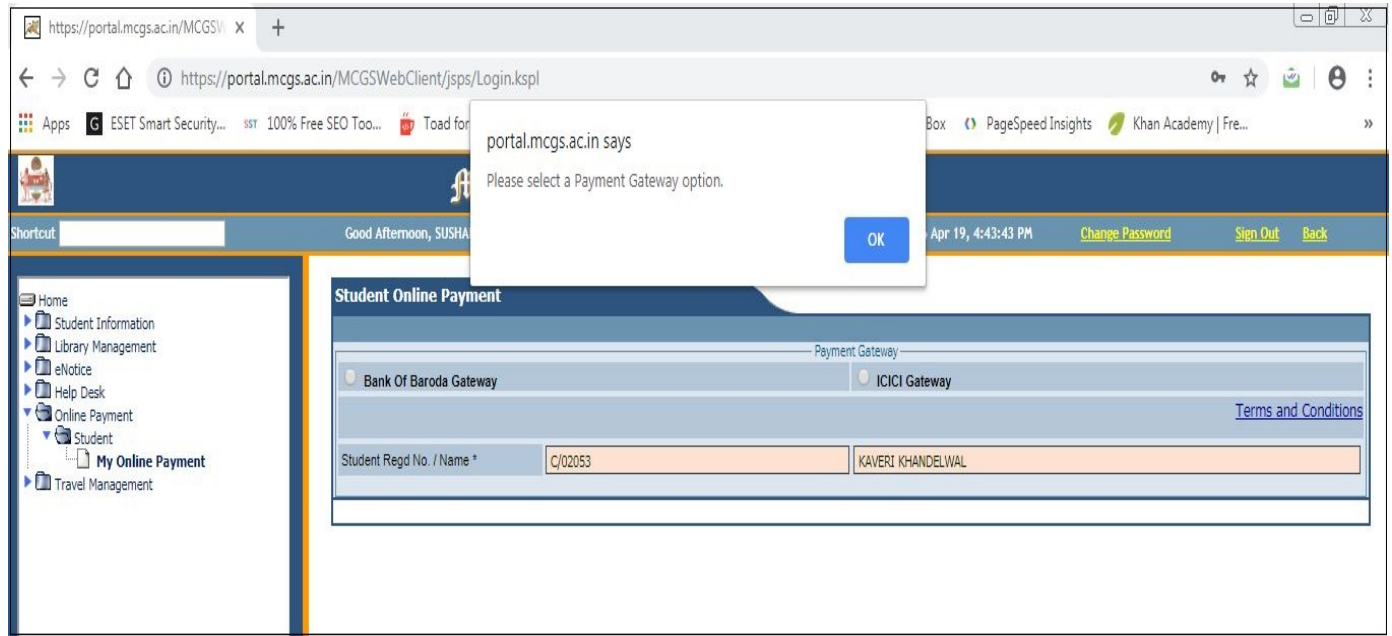 https://portal.mcgs.ac.in/MCGSW
https://portal.mcgs.ac.in/MCGSWebClient/jsps/Login.kspl
Apps ESET Smart Security... SST 100% Free SEO Too... Toad for Box PageSpeed Insights Khan Academy | Fre... »
portal.mcgs.ac.in says
Please select a Payment Gateway option.
OK
M
Shortcut Good Afternoon, SUSHA Apr 19, 4:43:43 PM Change Password Sign Out Back
Home
Student Information
Library Management
eNotice
Help Desk
Online Payment
Student
My Online Payment
Travel Management
Student Online Payment
Payment Gateway
Bank Of Baroda Gateway ICICI Gateway
Terms and Conditions
Student Regd No. / Name * C/02053 KAVERI KHANDELWAL